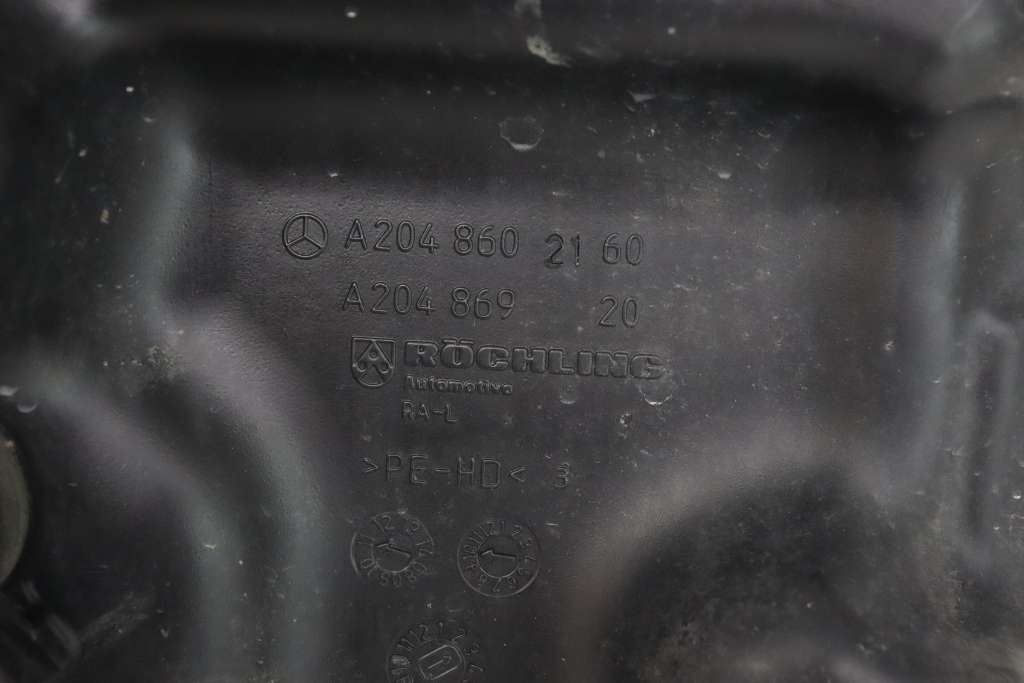 A204 860 21 60
A204 869 20
RÖCHLING
Automotive
RA-L
>PE-HD< 3